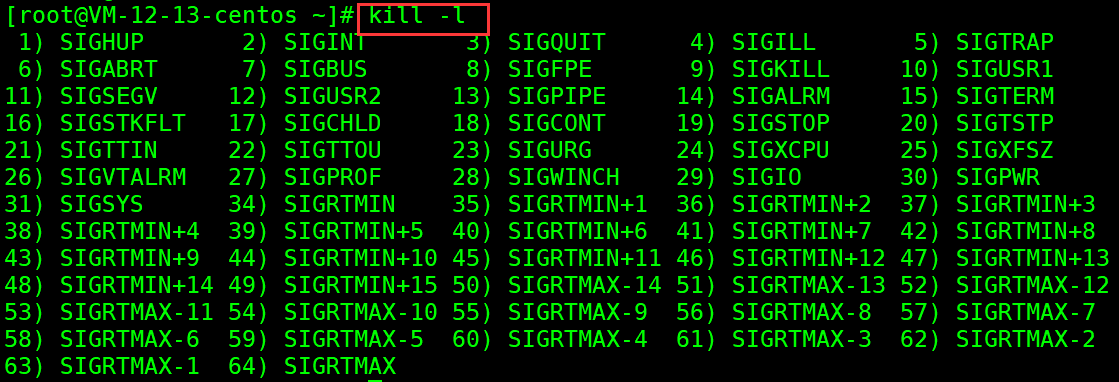 [root@VM-12-13-centos ~]# kill -l
 1) SIGHUP       2) SIGINT       3) SIGQUIT      4) SIGILL       5) SIGTRAP
 6) SIGABRT      7) SIGBUS       8) SIGFPE       9) SIGKILL     10) SIGUSR1
11) SIGSEGV     12) SIGUSR2     13) SIGPIPE     14) SIGALRM     15) SIGTERM
16) SIGSTKFLT   17) SIGCHLD     18) SIGCONT     19) SIGSTOP     20) SIGTSTP
21) SIGTTIN     22) SIGTTOU     23) SIGURG      24) SIGXCPU     25) SIGXFSZ
26) SIGVTALRM   27) SIGPROF     28) SIGWINCH    29) SIGIO       30) SIGPWR
31) SIGSYS      34) SIGRTMIN    35) SIGRTMIN+1  36) SIGRTMIN+2  37) SIGRTMIN+3
38) SIGRTMIN+4  39) SIGRTMIN+5  40) SIGRTMIN+6  41) SIGRTMIN+7  42) SIGRTMIN+8
43) SIGRTMIN+9  44) SIGRTMIN+10 45) SIGRTMIN+11 46) SIGRTMIN+12 47) SIGRTMIN+13
48) SIGRTMIN+14 49) SIGRTMIN+15 50) SIGRTMAX-14 51) SIGRTMAX-13 52) SIGRTMAX-12
53) SIGRTMAX-11 54) SIGRTMAX-10 55) SIGRTMAX-9  56) SIGRTMAX-8  57) SIGRTMAX-7
58) SIGRTMAX-6  59) SIGRTMAX-5  60) SIGRTMAX-4  61) SIGRTMAX-3  62) SIGRTMAX-2
63) SIGRTMAX-1  64) SIGRTMAX